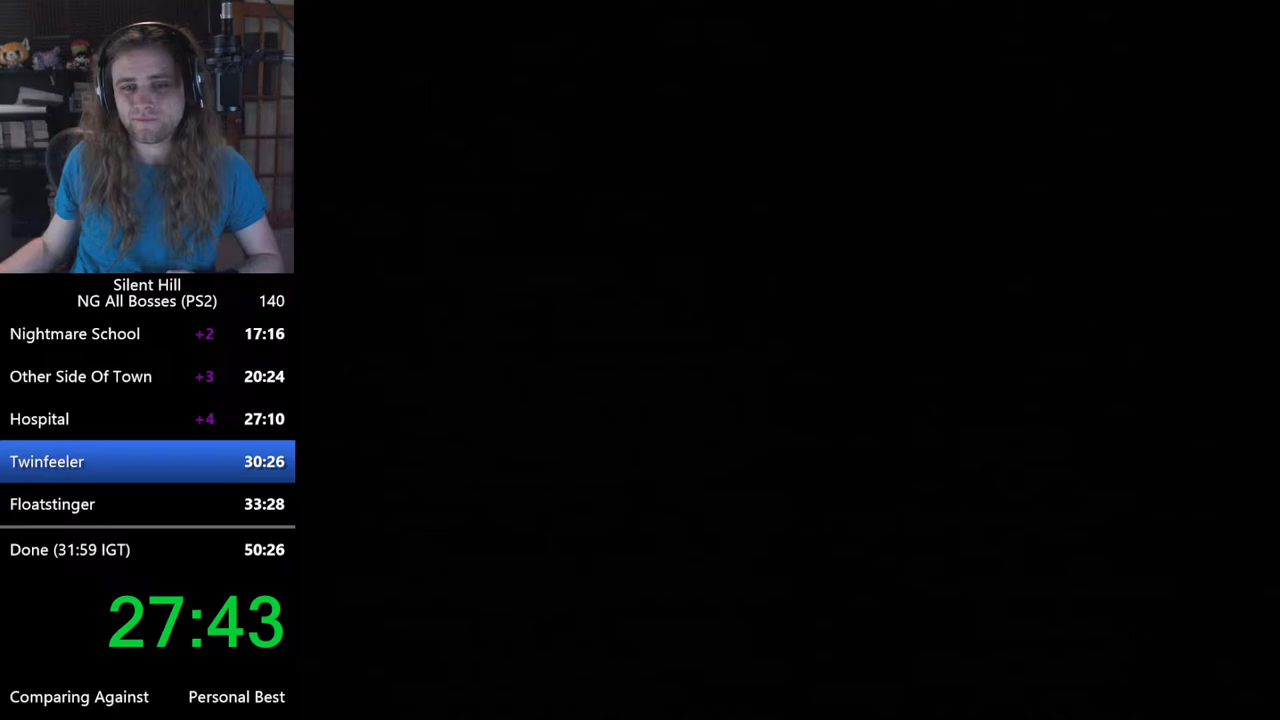 Silent Hill
NG All Bosses (PS2) 140
Nightmare School +2 17:16
Other Side Of Town +3 20:24
Hospital +4 27:10
Twinfeeler 30:26
Floatstinger 33:28
Done (31:59 IGT) 50:26
27:43
Comparing Against Personal Best